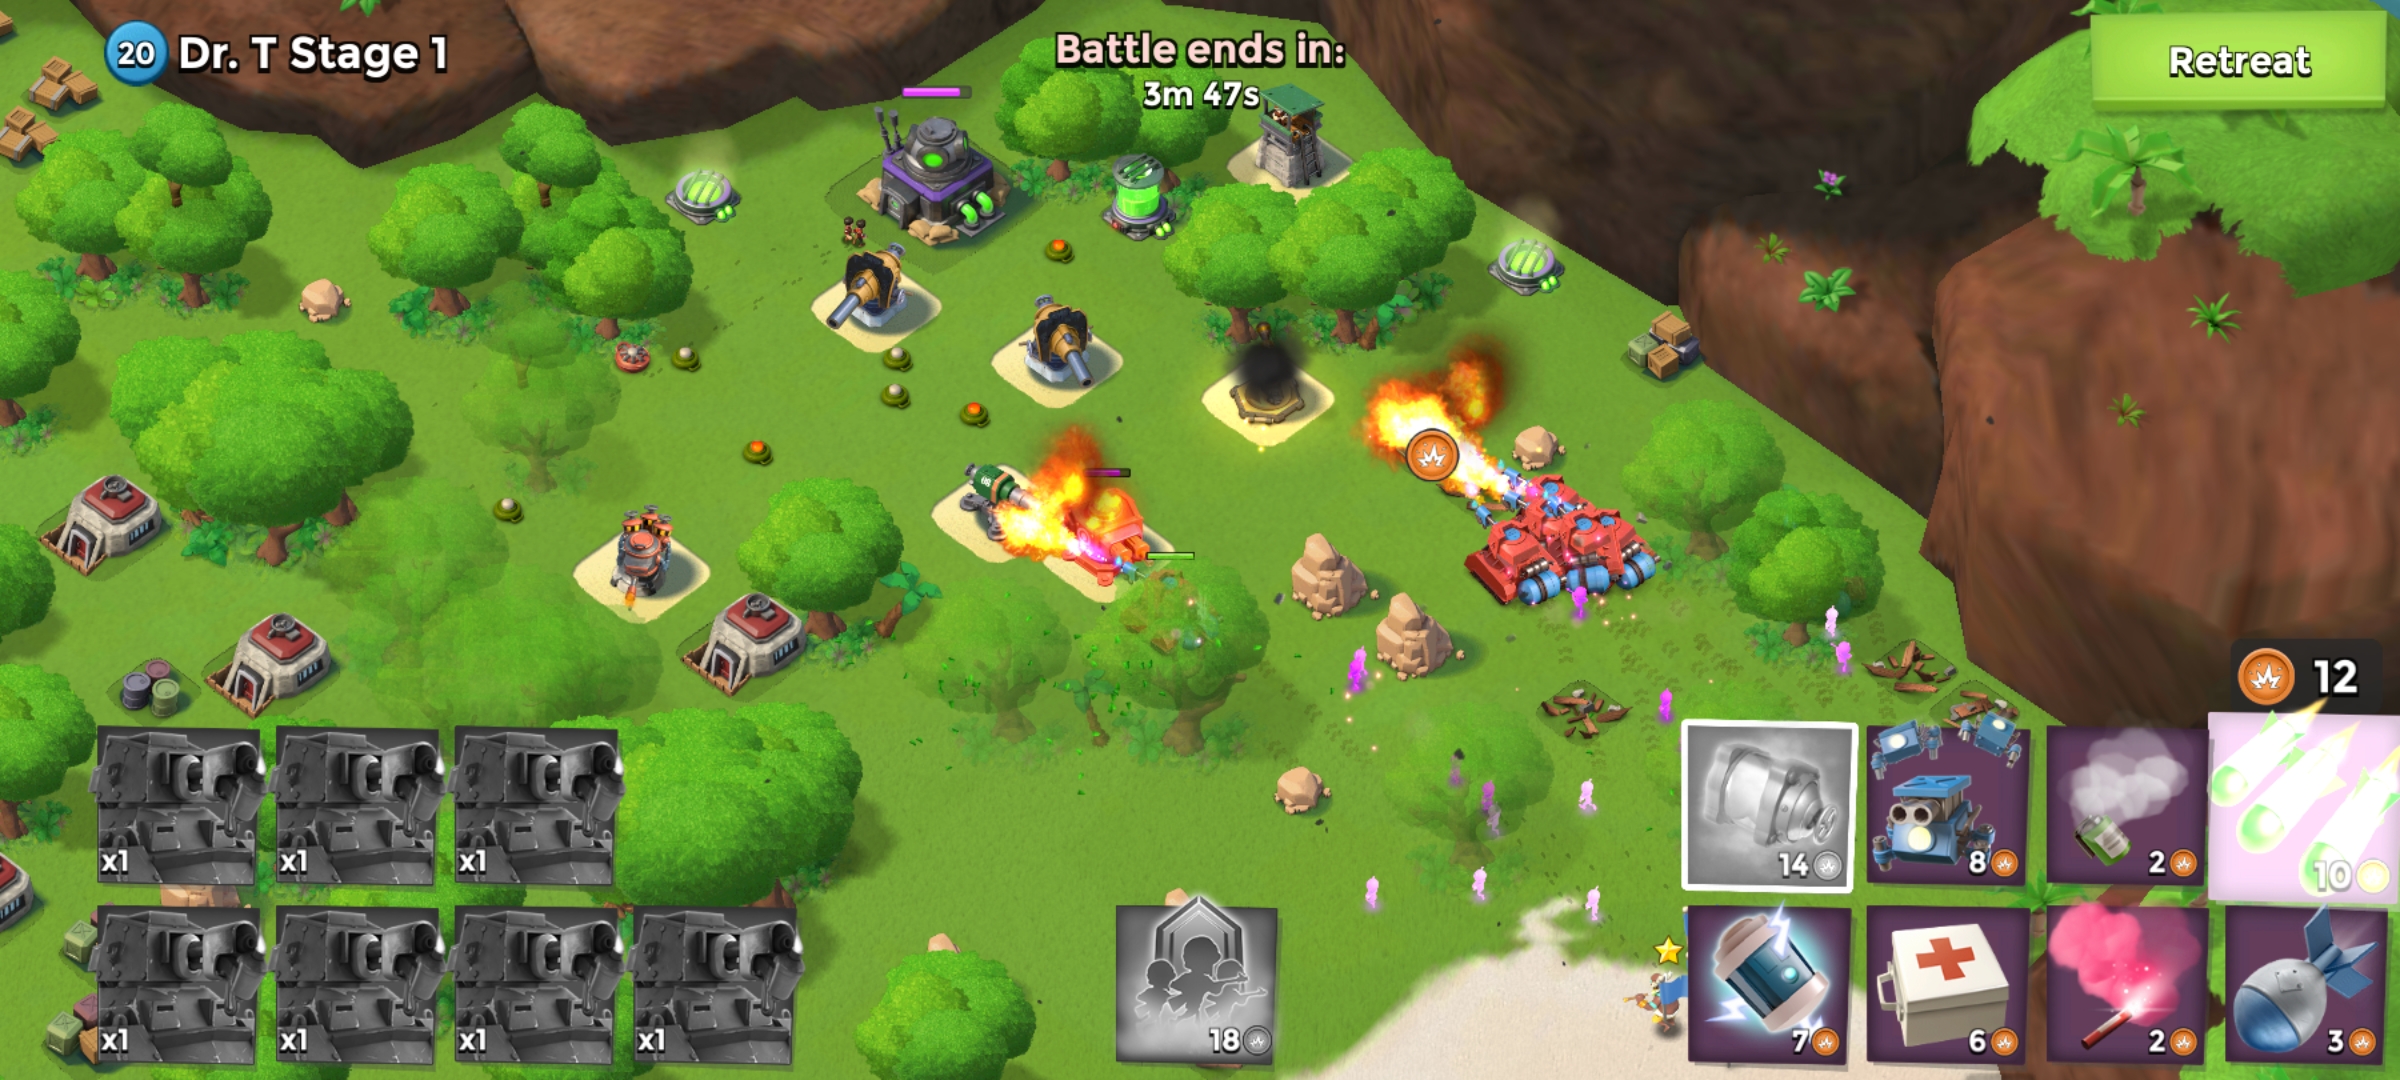 20 Dr. T Stage 1
Battle ends in:
3m 47s
Retreat
12
x1 x1 x1
14 8 2 10
x1 x1 x1 x1
18
7 6 2 3